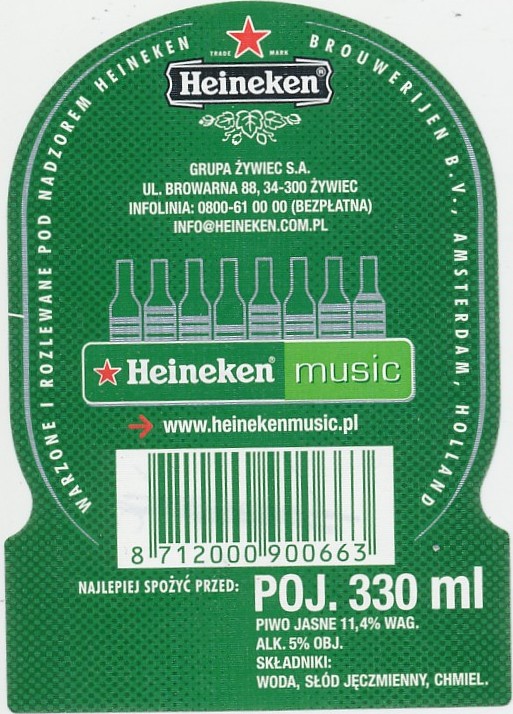 TRADE MARK
Heineken®
WARZONE I ROZLEWANE POD NADZOREM HEINEKEN BROUWERIJEN B.V., AMSTERDAM, HOLLAND
GRUPA ŻYWIEC S.A.
UL. BROWARNA 88, 34-300 ŻYWIEC
INFOLINIA: 0800-61 00 00 (BEZPŁATNA)
INFO@HEINEKEN.COM.PL
Heineken® music
www.heinekenmusic.pl
8 712000 900663
NAJLEPIEJ SPOŻYĆ PRZED:
POJ. 330 ml
PIWO JASNE 11,4% WAG.
ALK. 5% OBJ.
SKŁADNIKI:
WODA, SŁÓD JĘCZMIENNY, CHMIEL.